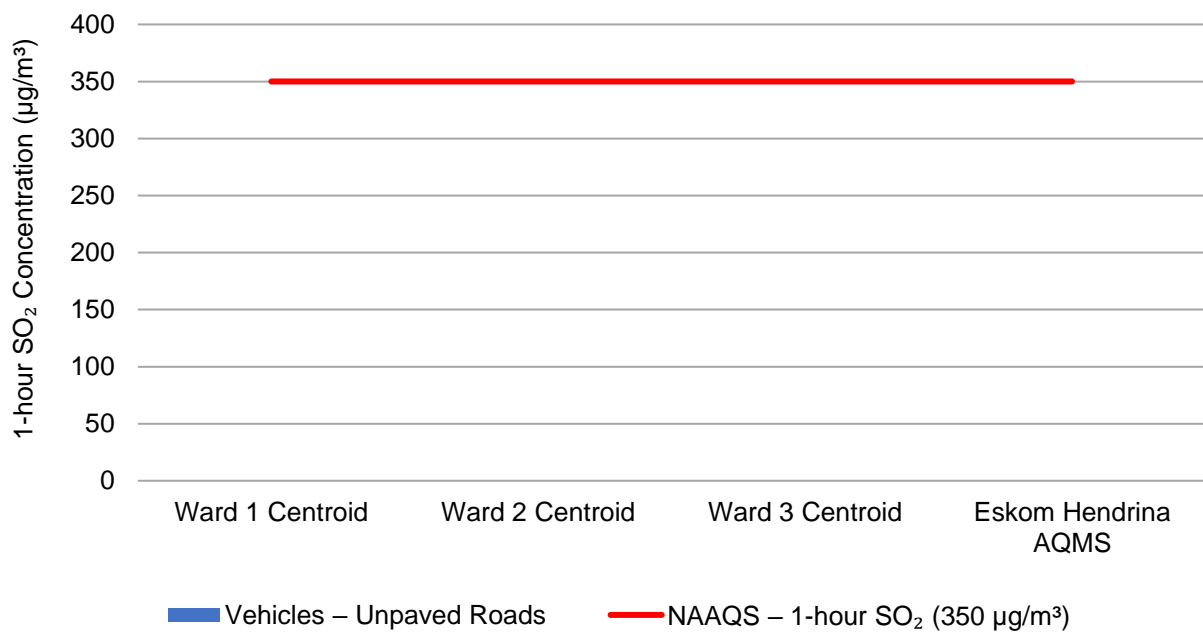 1-hour SO₂ Concentration (µg/m³)
400
350
300
250
200
150
100
50
0
Ward 1 Centroid
Ward 2 Centroid
Ward 3 Centroid
Eskom Hendrina
AQMS
Vehicles – Unpaved Roads
NAAQS – 1-hour SO₂ (350 µg/m³)